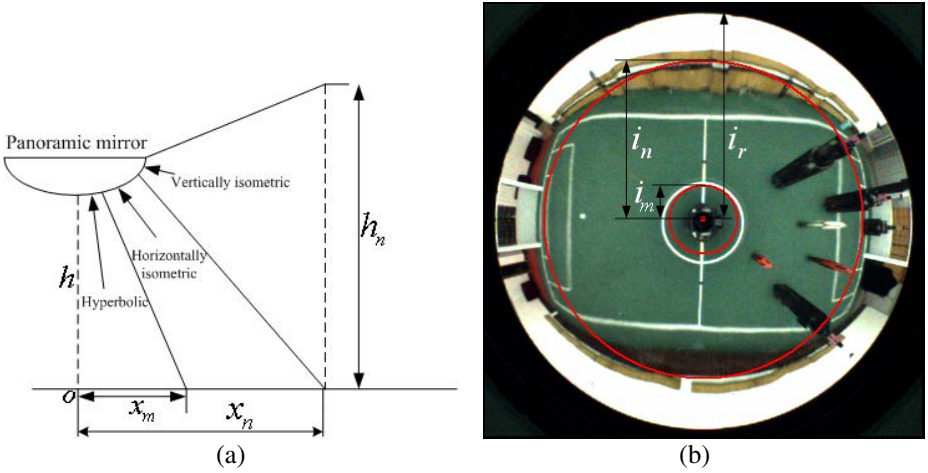 Panoramic mirror
Vertically isometric
Horizontally
isometric
Hyperbolic
h
h_n
o
x_m
x_n
(a)
i_n
i_r
i_m
(b)